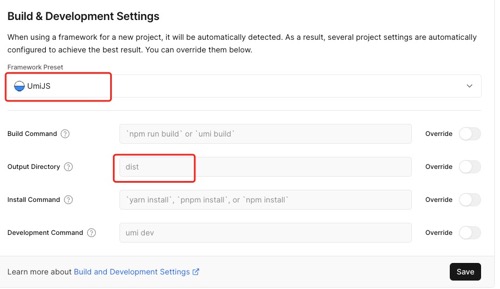 Build & Development Settings
When using a framework for a new project, it will be automatically detected. As a result, several project settings are automatically
configured to achieve the best result. You can override them below.
Framework Preset
UmiJS
Build Command ?
`npm run build` or `umi build`
Override
Output Directory ?
dist
Override
Install Command ?
`yarn install`, `pnpm install`, or `npm install`
Override
Development Command ?
umi dev
Override
Learn more about Build and Development Settings
Save